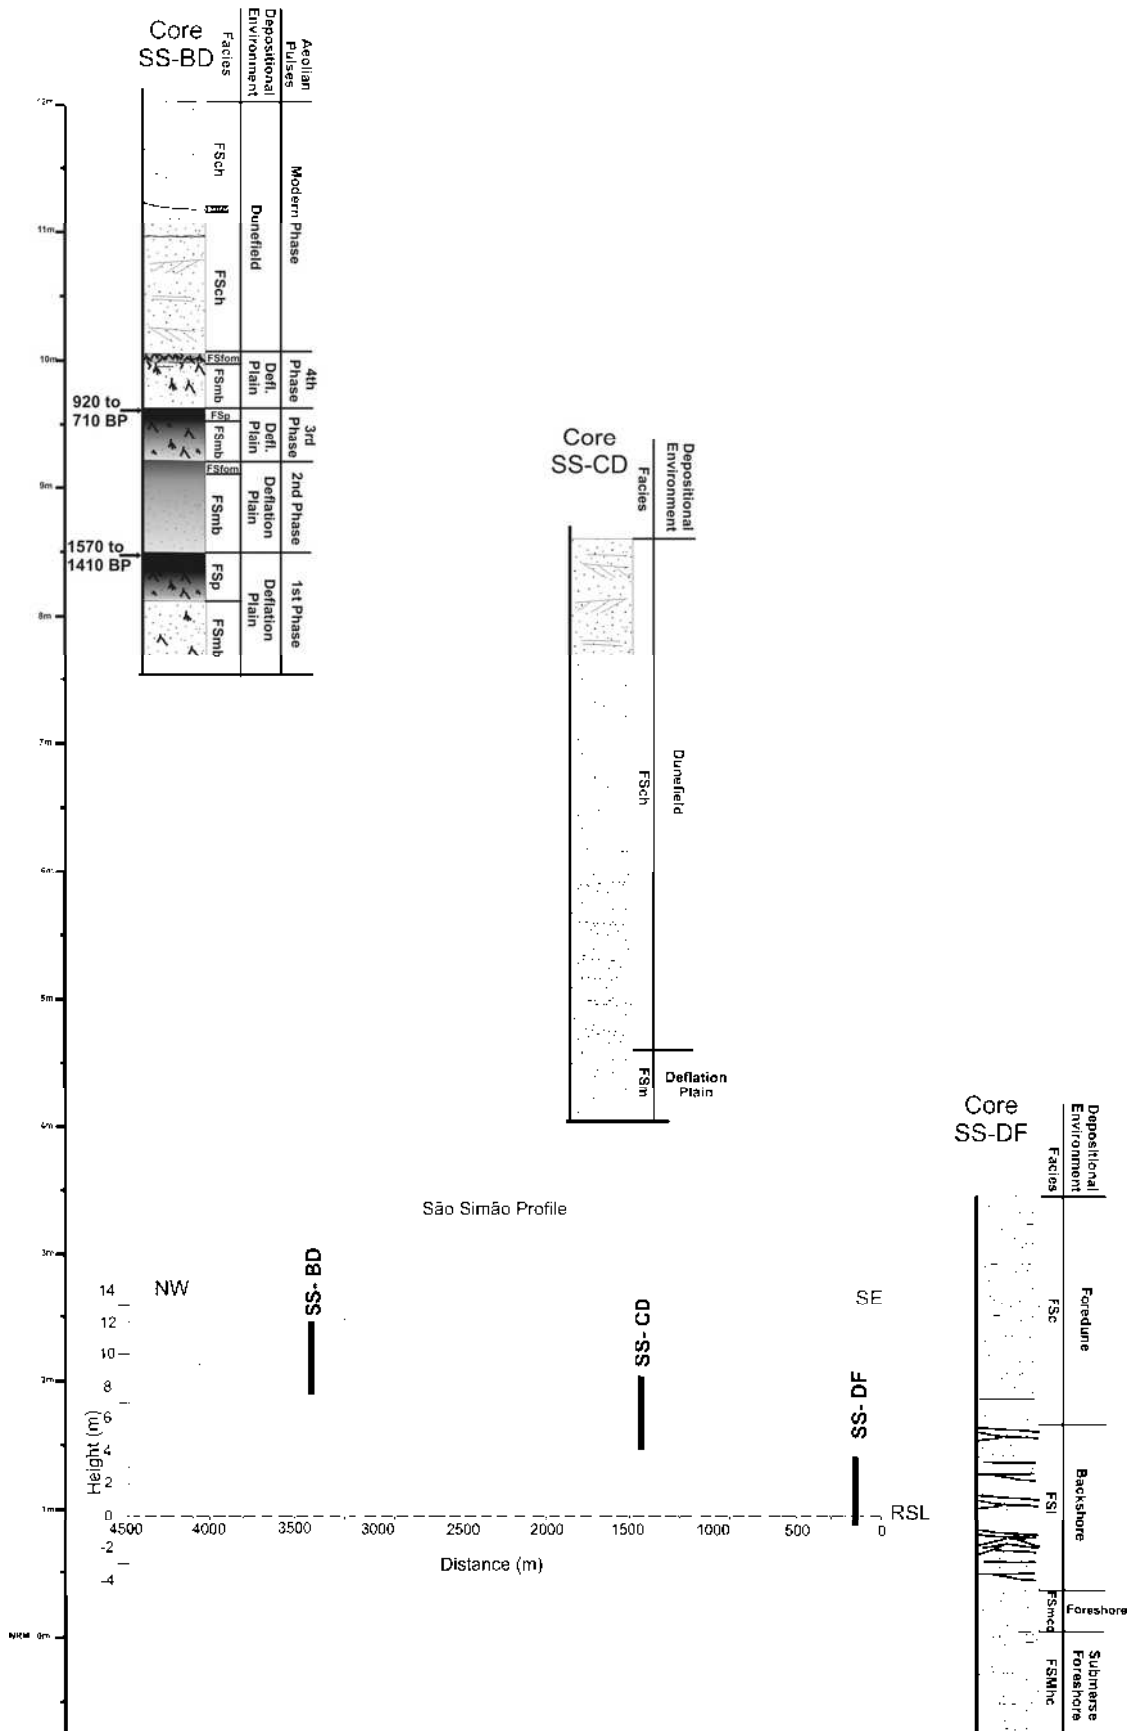 Core
SS-BD
Facies
Depositional
Environment
Aeolian
Pulses
12m
11m
10m
9m
8m
7m
6m
5m
4m
3m
2m
1m
0m
FSch
FSch
FSfom
FSmb
FSp
FSmb
FSfom
FSmb
FSp
FSmb
Dunefield
Defl.
Plain
Defl.
Plain
Deflation
Plain
Deflation
Plain
Modern Phase
4th
Phase
3rd
Phase
2nd Phase
1st Phase
920 to
710 BP
1570 to
1410 BP
Core
SS-CD
Facies
Depositional
Environment
FSch
Dunefield
FSm
Deflation
Plain
Core
SS-DF
Facies
Depositional
Environment
FSc
Foredune
FSl
Backshore
Foreshore
FSMhc
Submerse
Foreshore
São Simão Profile
NW
SE
SS-BD
SS-CD
SS-DF
Height (m)
14
12
10
8
6
4
2
0
-2
-4
4500 4000 3500 3000 2500 2000 1500 1000 500 0
RSL
Distance (m)